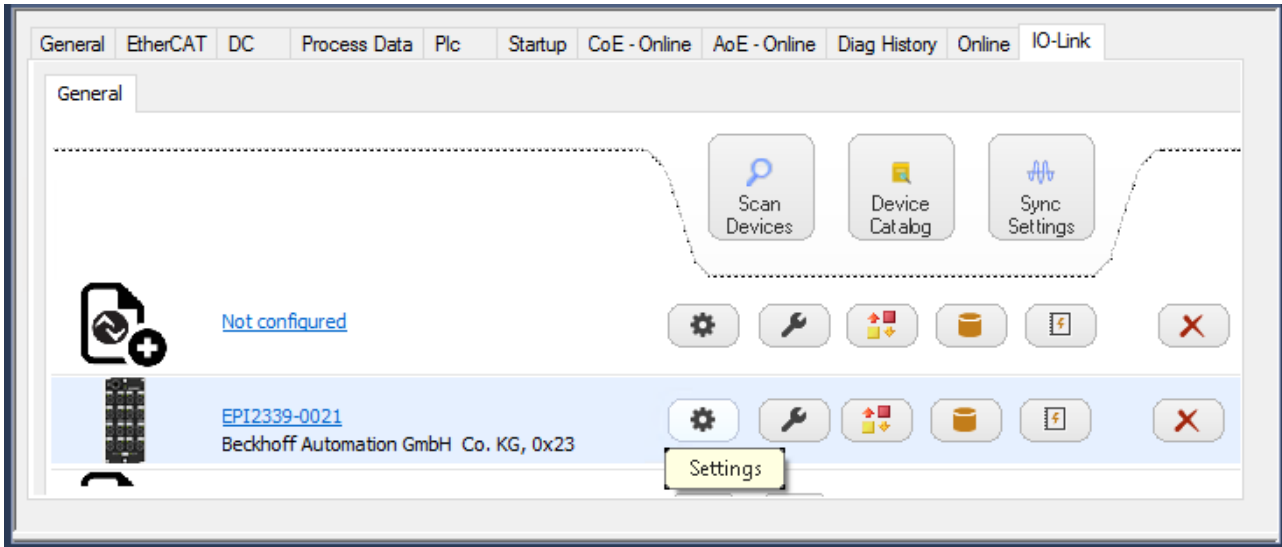 General EtherCAT DC Process Data Plc Startup CoE - Online AoE - Online Diag History Online IO-Link
General
Scan Devices
Device Catalog
Sync Settings
Not configured
EPI2339-0021
Beckhoff Automation GmbH Co. KG, 0x23
Settings